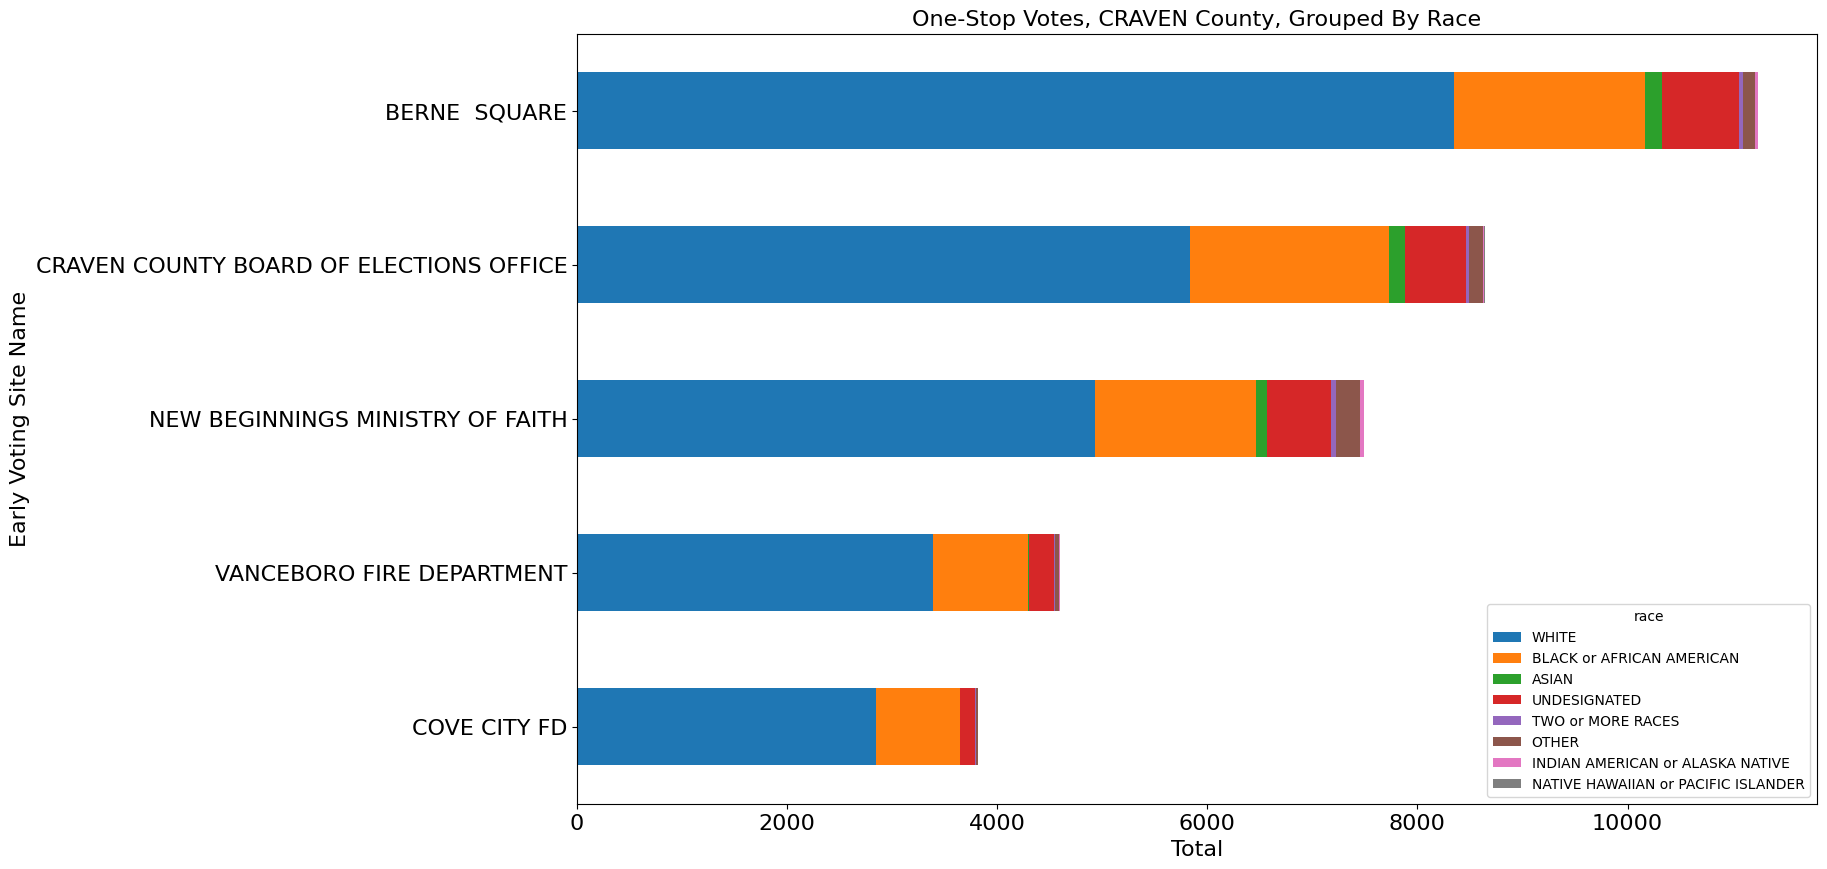 One-Stop Votes, CRAVEN County, Grouped By Race
Early Voting Site Name
BERNE  SQUARE
CRAVEN COUNTY BOARD OF ELECTIONS OFFICE
NEW BEGINNINGS MINISTRY OF FAITH
VANCEBORO FIRE DEPARTMENT
COVE CITY FD
race
WHITE
BLACK or AFRICAN AMERICAN
ASIAN
UNDESIGNATED
TWO or MORE RACES
OTHER
INDIAN AMERICAN or ALASKA NATIVE
NATIVE HAWAIIAN or PACIFIC ISLANDER
0 2000 4000 6000 8000 10000
Total